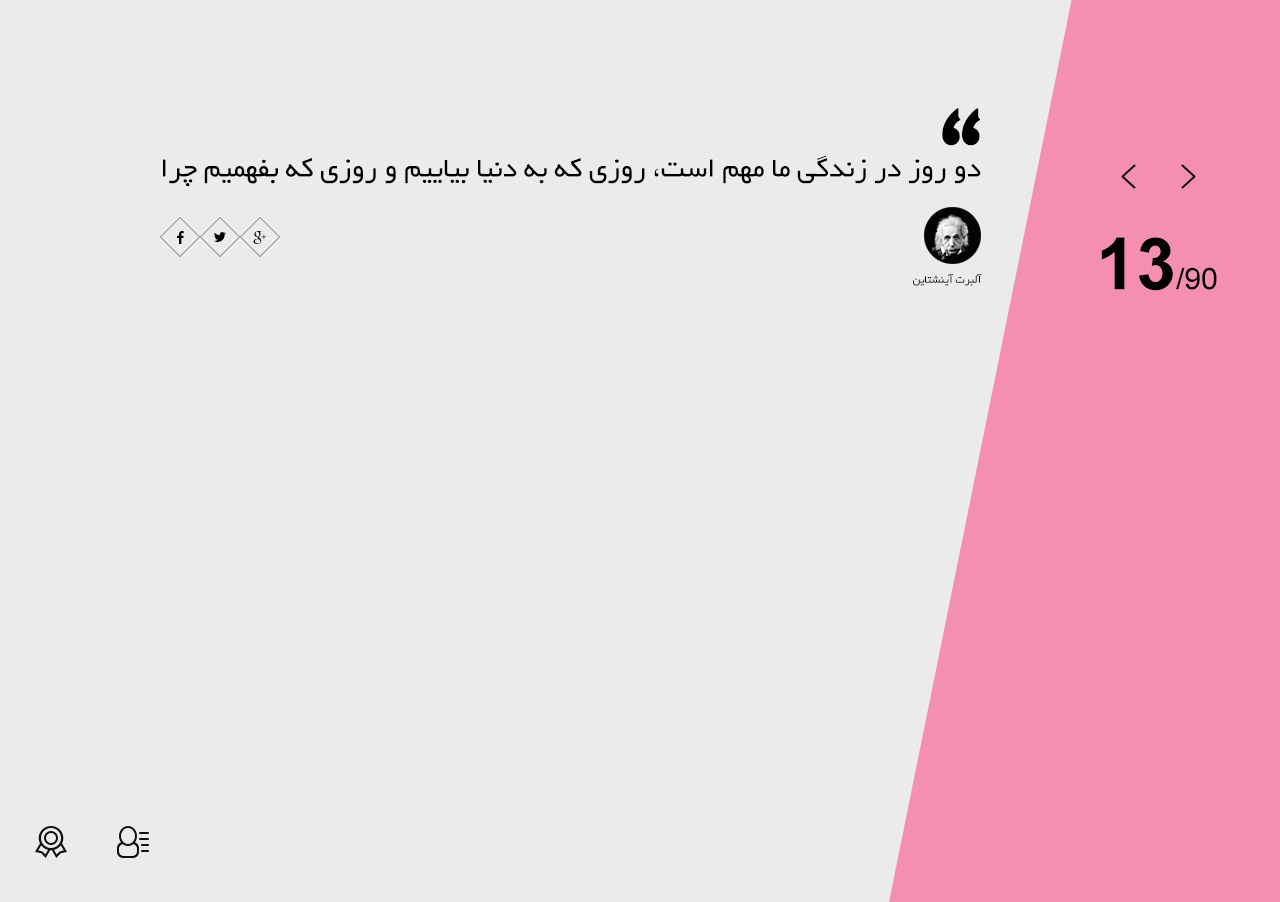 دو روز در زندگی ما مهم است، روزی که به دنیا بیاییم و روزی که بفهمیم چرا
آلبرت آینشتاین
13/90